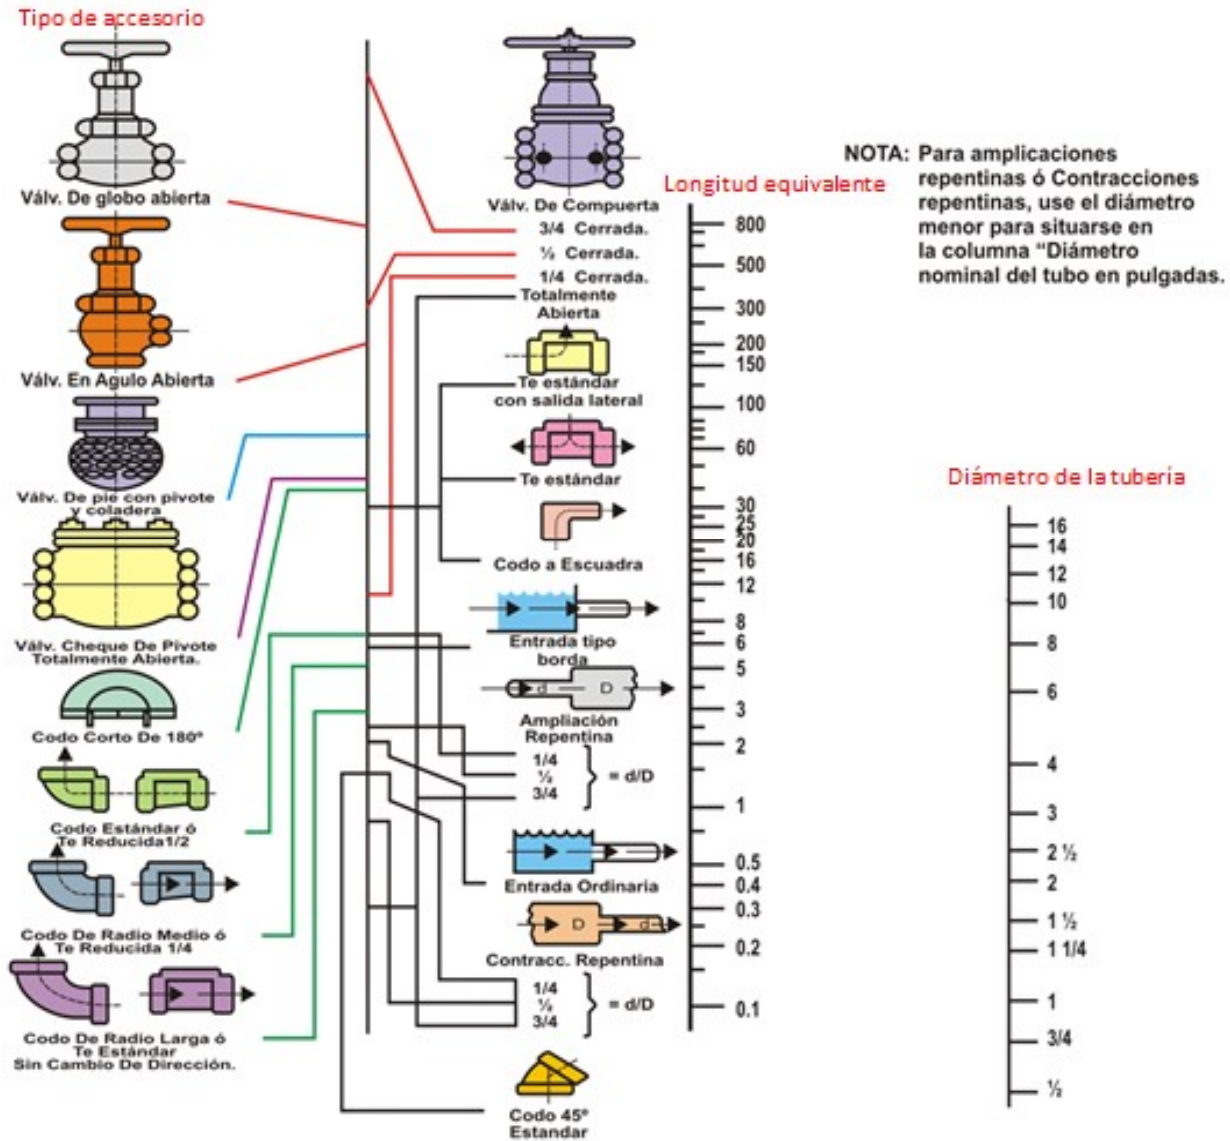 Tipo de accesorio
Válv. De globo abierta
Válv. En Agulo Abierta
Válv. De pie con pivote
y coladera
Válv. Cheque De Pivote
Totalmente Abierta.
Codo Corto De 180º
Codo Estándar ó
Te Reducida1/2
Codo De Radio Medio ó
Te Reducida 1/4
Codo De Radio Larga ó
Te Estándar
Sin Cambio De Dirección.
Válv. De Compuerta
3/4 Cerrada.
½ Cerrada.
1/4 Cerrada.
Totalmente
Abierta
Te estándar
con salida lateral
Te estándar
Codo a Escuadra
Entrada tipo
borda
d D
Ampliación
Repentina
1/4
½
3/4
= d/D
Entrada Ordinaria
D d
Contracc. Repentina
1/4
½
3/4
= d/D
Codo 45º
Estandar
Longitud equivalente
800
500
300
200
150
100
60
30
25
20
16
12
8
6
5
3
2
1
0.5
0.4
0.3
0.2
0.1
NOTA: Para amplicaciones
repentinas ó Contracciones
repentinas, use el diámetro
menor para situarse en
la columna “Diámetro
nominal del tubo en pulgadas.
Diámetro de la tubería
16
14
12
10
8
6
4
3
2 ½
2
1 ½
1 1/4
1
3/4
½